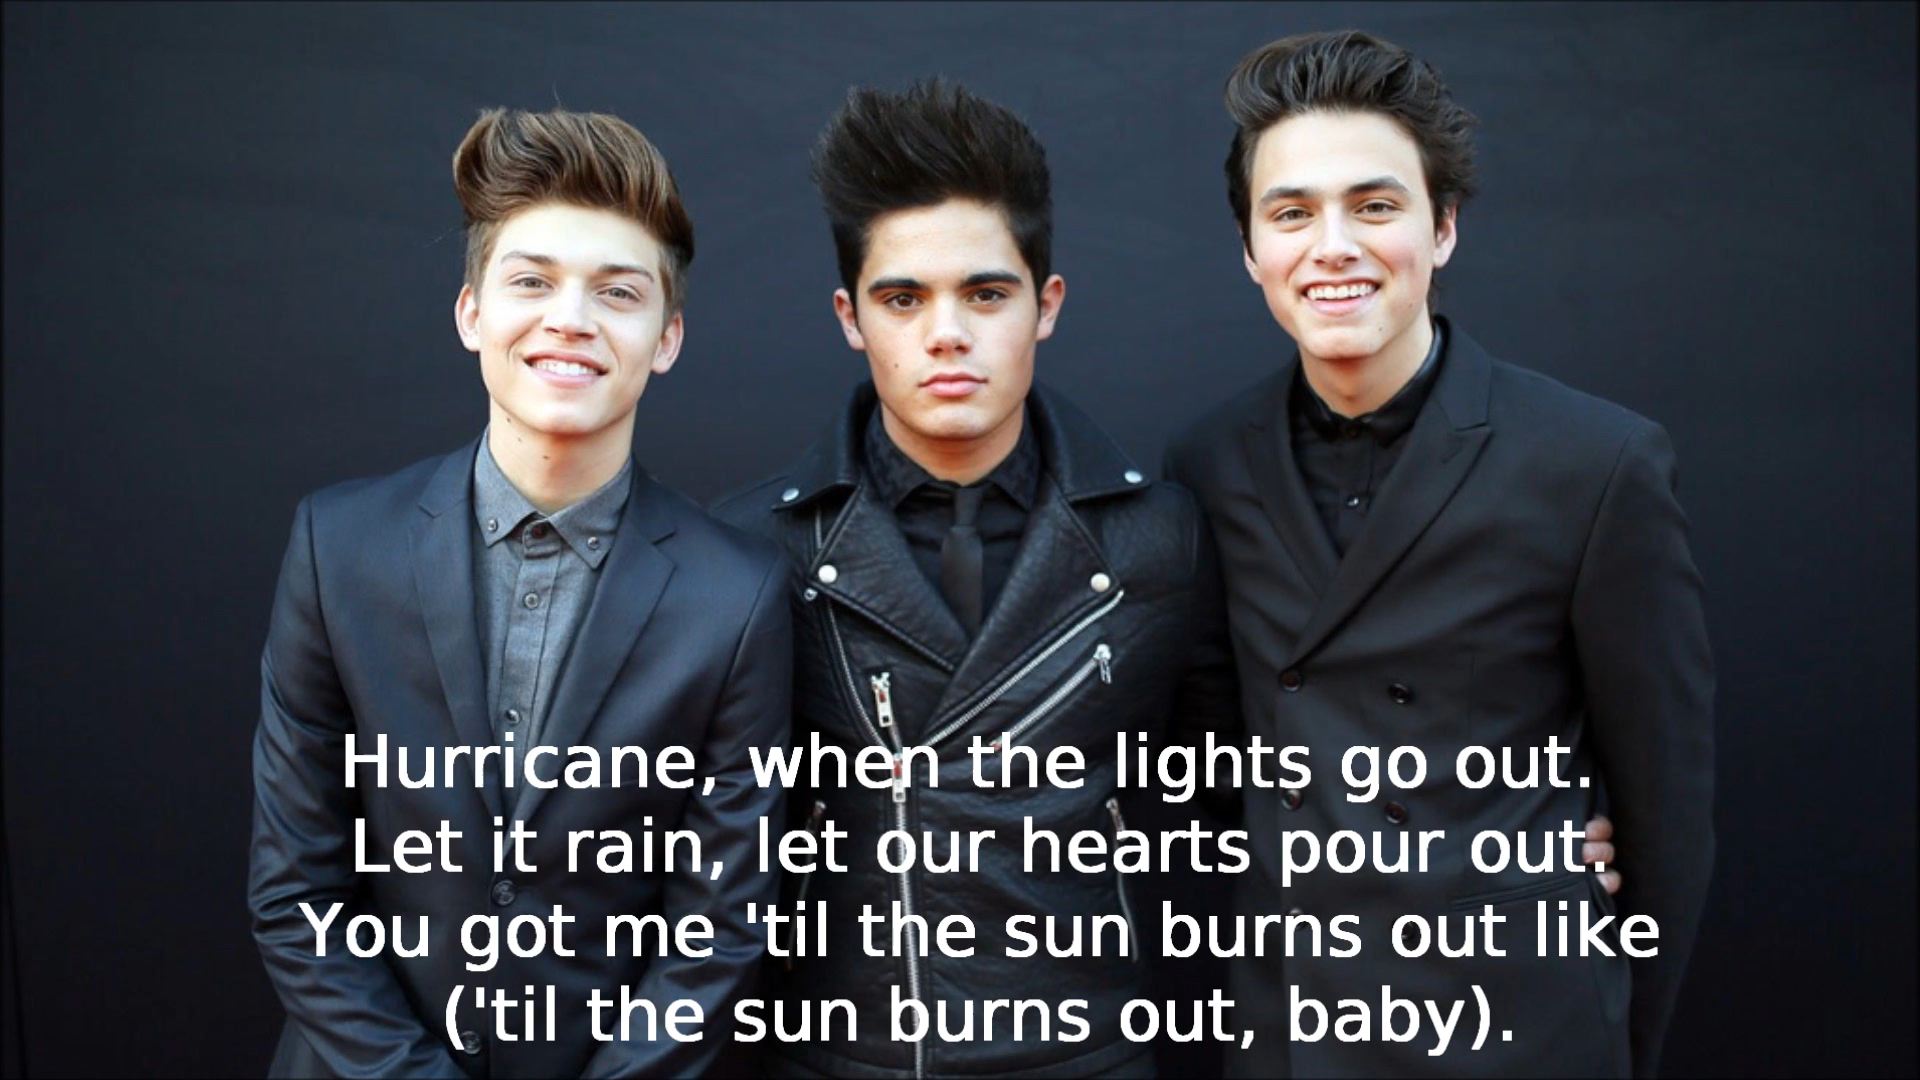 Hurricane, when the lights go out.
Let it rain, let our hearts pour out.
You got me 'til the sun burns out like
('til the sun burns out, baby).